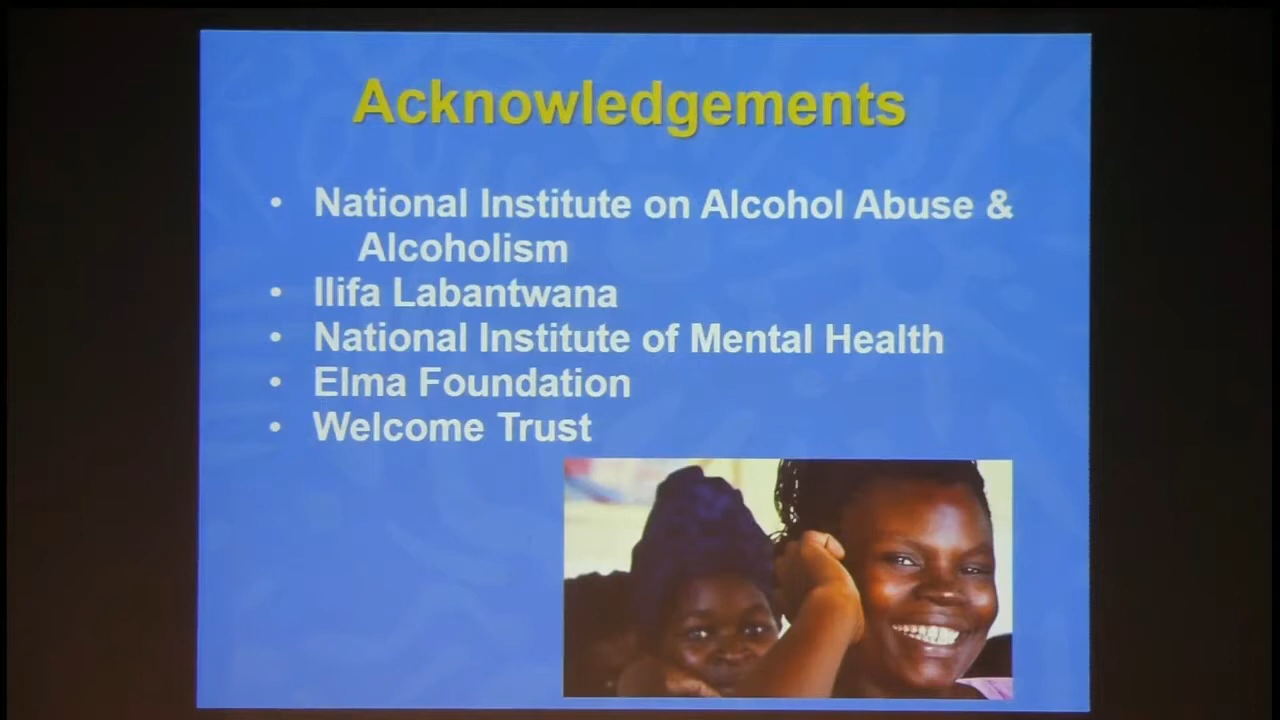 Acknowledgements
• National Institute on Alcohol Abuse &
Alcoholism
• Ilifa Labantwana
• National Institute of Mental Health
• Elma Foundation
• Welcome Trust